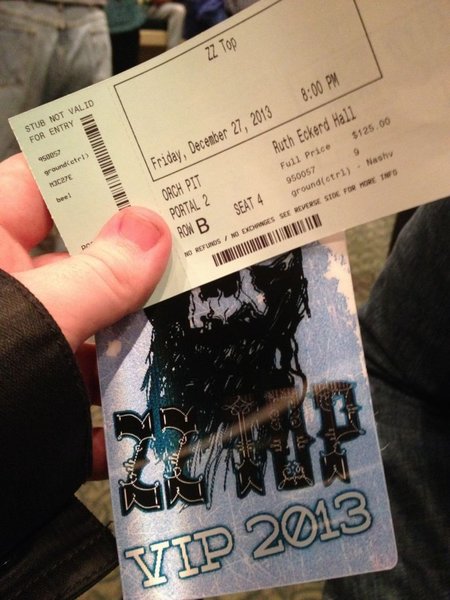 STUB NOT VALID
FOR ENTRY
950057
ground(ctrl)
MJC27E
beel
ZZ Top
Friday, December 27, 2013 8:00 PM
ORCH PIT Ruth Eckerd Hall
PORTAL 2 Full Price $125.00
ROW B SEAT 4 950057 9
ground(ctrl) - Nashv
NO REFUNDS / NO EXCHANGES SEE REVERSE SIDE FOR MORE INFO
ZZ TOP
VIP 2013